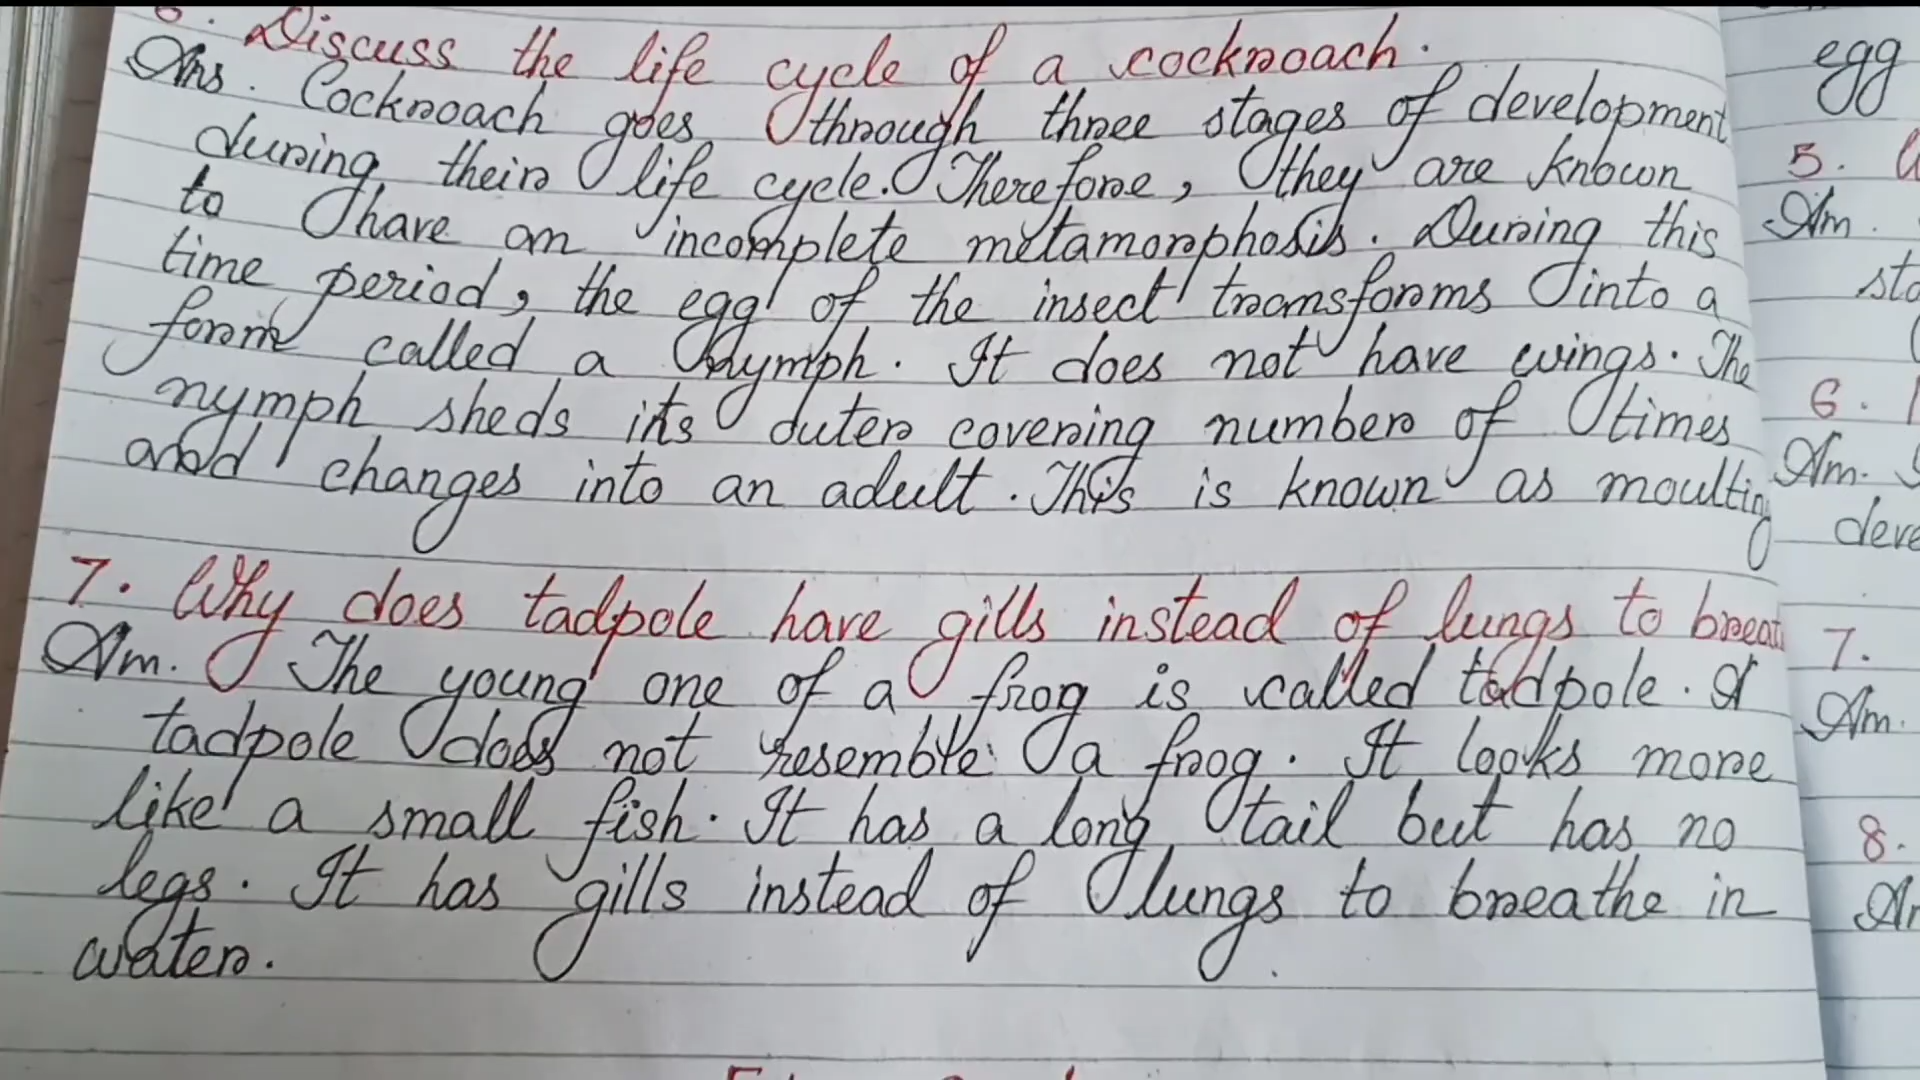 6. Discuss the life cycle of a cockroach.
Ans. Cockroach goes through three stages of development
during their life cycle. Therefore, they are known
to have an incomplete metamorphosis. During this
time period, the egg of the insect transforms into a
form called a nymph. It does not have wings. The
nymph sheds its outer covering number of times
and changes into an adult. This is known as moulting
7. Why does tadpole have gills instead of lungs to breat
Ans. The young one of a frog is called tadpole. A
tadpole does not resemble a frog. It looks more
like a small fish. It has a long tail but has no
legs. It has gills instead of lungs to breathe in
water.
egg
5.
Ans.
6.
Ans.
7.
Ans.
8.